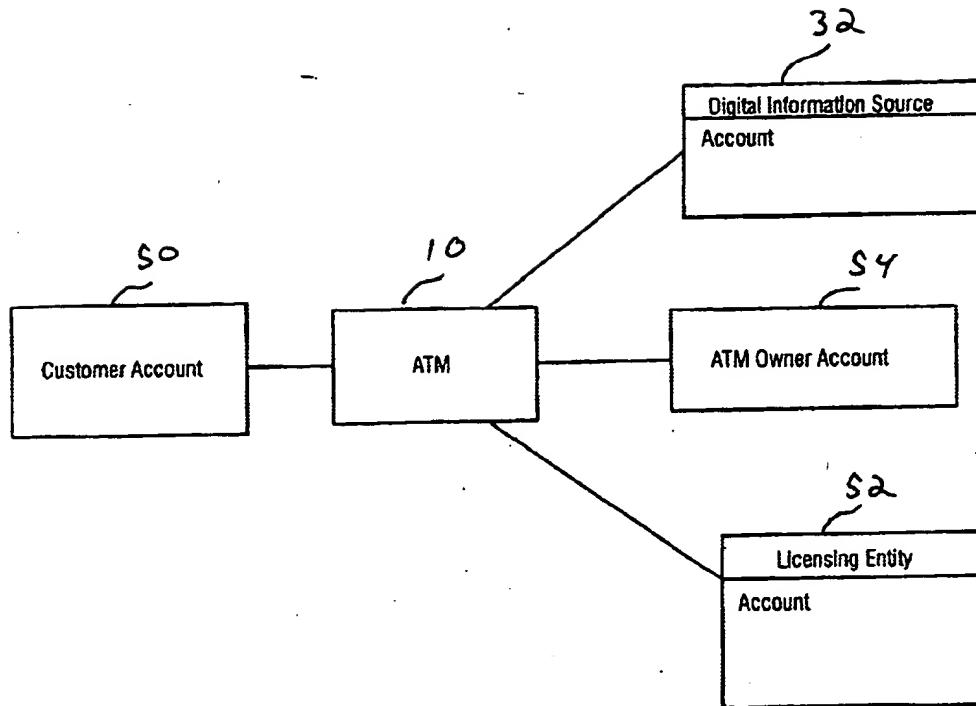 32
Digital Information Source
Account
50
10
54
Customer Account
ATM
ATM Owner Account
52
Licensing Entity
Account